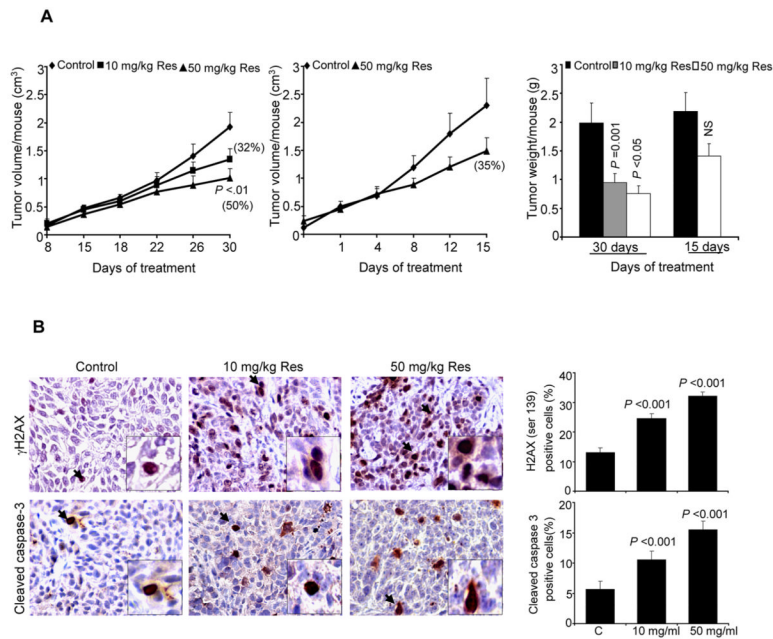 A
Control 10 mg/kg Res 50 mg/kg Res
Tumor volume/mouse (cm3)
3
2.5
2
1.5
1
0.5
0
(32%)
P <.01
(50%)
8 15 18 22 26 30
Days of treatment
Control 50 mg/kg Res
Tumor volume/mouse (cm3)
3
2.5
2
1.5
1
0.5
0
(35%)
1 4 8 12 15
Days of treatment
Control 10 mg/kg Res 50 mg/kg Res
Tumor weight/mouse (g)
3
2.5
2
1.5
1
0.5
0
P =0.001
P <0.05
NS
30 days 15 days
Days of treatment
B
Control 10 mg/kg Res 50 mg/kg Res
γH2AX
Cleaved caspase-3
H2AX (ser 139)
positive cells (%)
40
30
20
10
0
P <0.001
P <0.001
Cleaved caspase 3
positive cells(%)
20
15
10
5
0
P <0.001
P <0.001
C 10 mg/ml 50 mg/ml